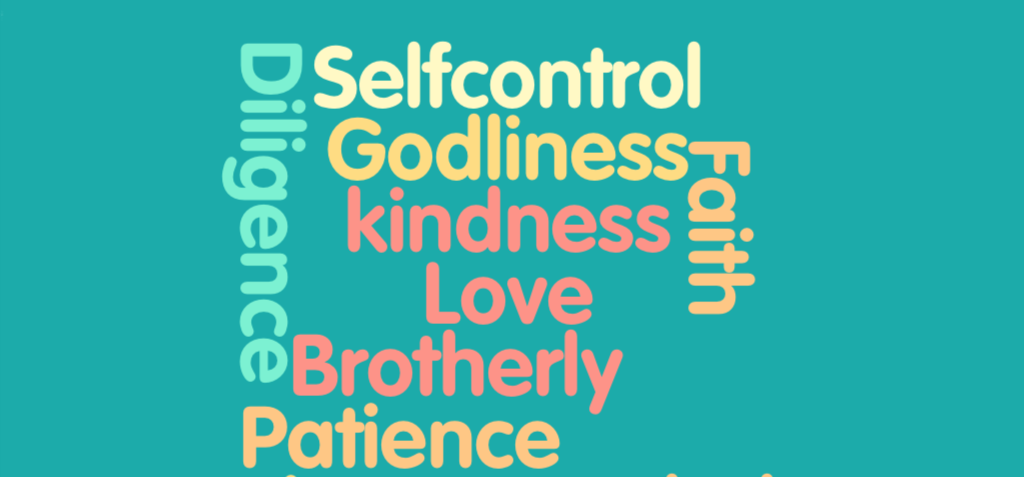 Diligence
Selfcontrol
Godliness
Faith
kindness
Love
Brotherly
Patience